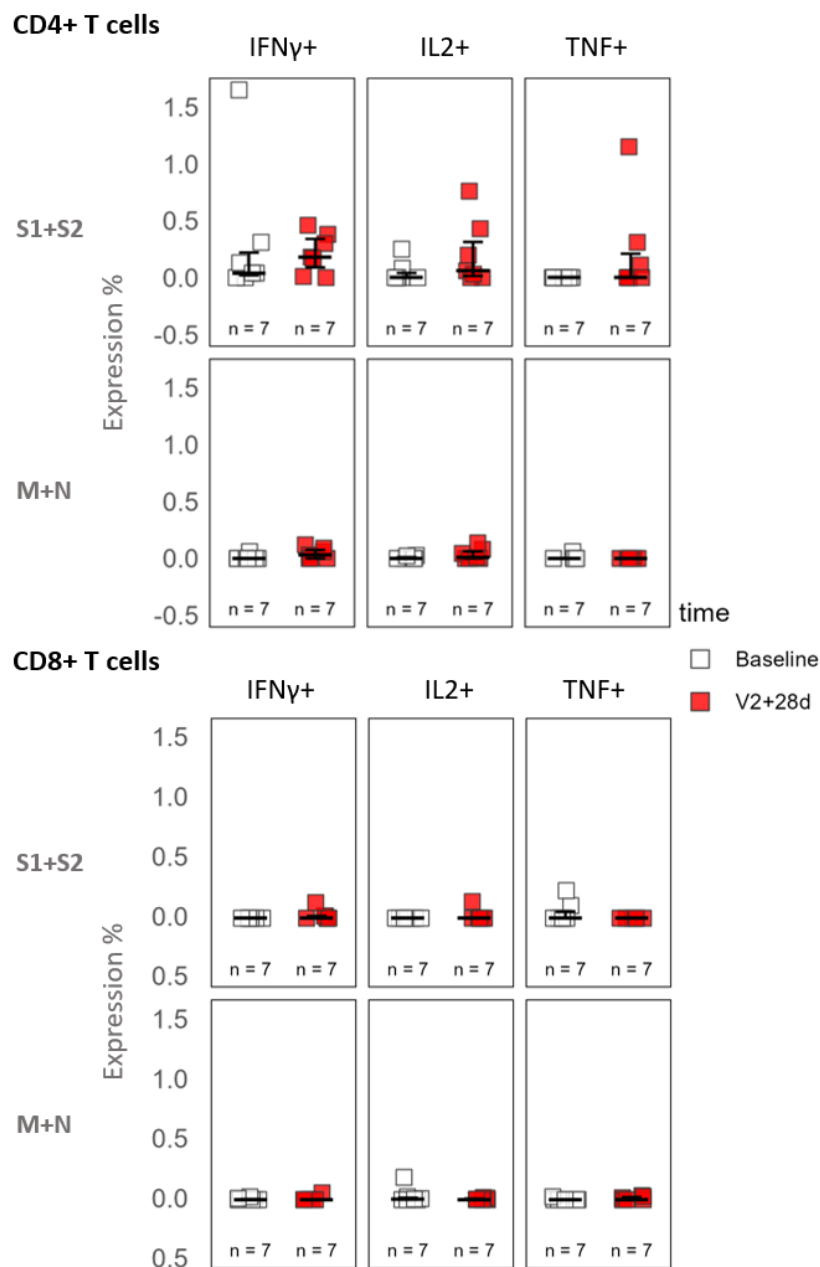 CD4+ T cells
IFNγ+ IL2+ TNF+
S1+S2
Expression %
1.5
1.0
0.5
0.0
-0.5
n = 7 n = 7 n = 7 n = 7 n = 7 n = 7
M+N
1.5
1.0
0.5
0.0
-0.5
n = 7 n = 7 n = 7 n = 7 n = 7 n = 7
time
Baseline
V2+28d
CD8+ T cells
IFNγ+ IL2+ TNF+
S1+S2
Expression %
1.5
1.0
0.5
0.0
0.5
n = 7 n = 7 n = 7 n = 7 n = 7 n = 7
M+N
1.5
1.0
0.5
0.0
0.5
n = 7 n = 7 n = 7 n = 7 n = 7 n = 7